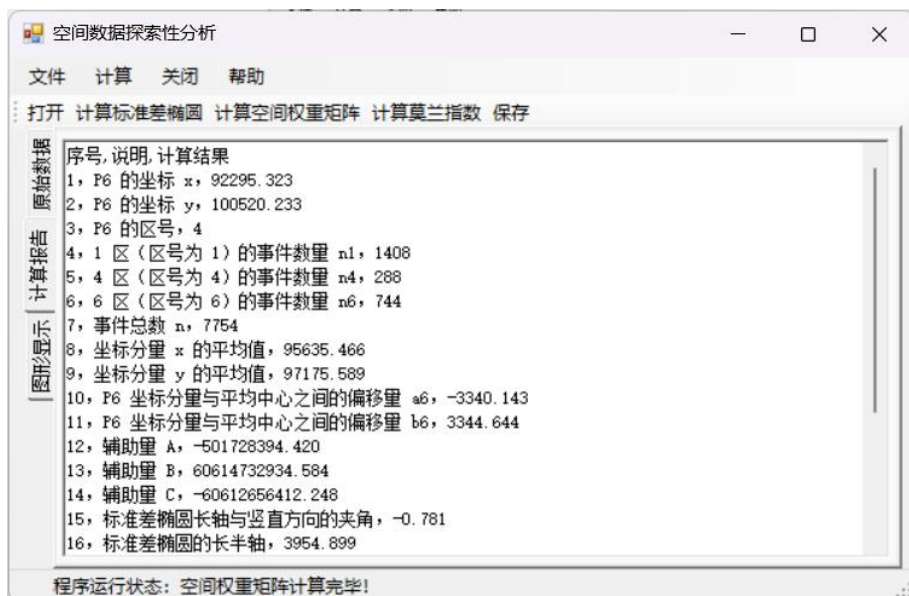 空间数据探索性分析
文件 计算 关闭 帮助
打开 计算标准差椭圆 计算空间权重矩阵 计算莫兰指数 保存
原始数据
计算报告
图形显示
序号,说明,计算结果
1，P6 的坐标 x，92295.323
2，P6 的坐标 y，100520.233
3，P6 的区号，4
4，1 区（区号为 1）的事件数量 n1，1408
5，4 区（区号为 4）的事件数量 n4，288
6，6 区（区号为 6）的事件数量 n6，744
7，事件总数 n，7754
8，坐标分量 x 的平均值，95635.466
9，坐标分量 y 的平均值，97175.589
10，P6 坐标分量与平均中心之间的偏移量 a6，-3340.143
11，P6 坐标分量与平均中心之间的偏移量 b6，3344.644
12，辅助量 A，-501728394.420
13，辅助量 B，60614732934.584
14，辅助量 C，-60612656412.248
15，标准差椭圆长轴与竖直方向的夹角，-0.781
16，标准差椭圆的长半轴，3954.899
程序运行状态：空间权重矩阵计算完毕！